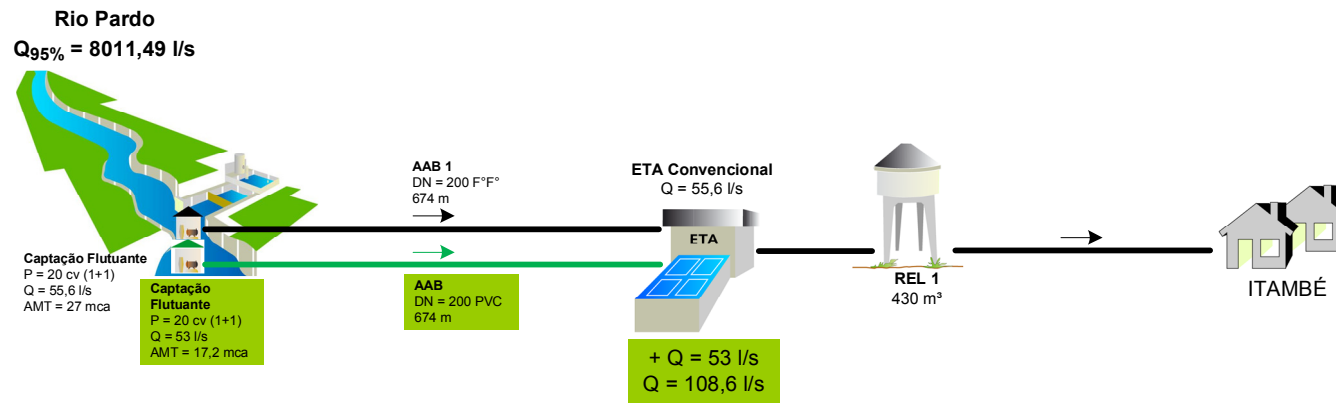 Rio Pardo
Q95% = 8011,49 l/s
Captação Flutuante
P = 20 cv (1+1)
Q = 55,6 l/s
AMT = 27 mca
Captação
Flutuante
P = 20 cv (1+1)
Q = 53 l/s
AMT = 17,2 mca
AAB 1
DN = 200 F°F°
674 m
AAB
DN = 200 PVC
674 m
ETA Convencional
Q = 55,6 l/s
ETA
+ Q = 53 l/s
Q = 108,6 l/s
REL 1
430 m³
ITAMBÉ